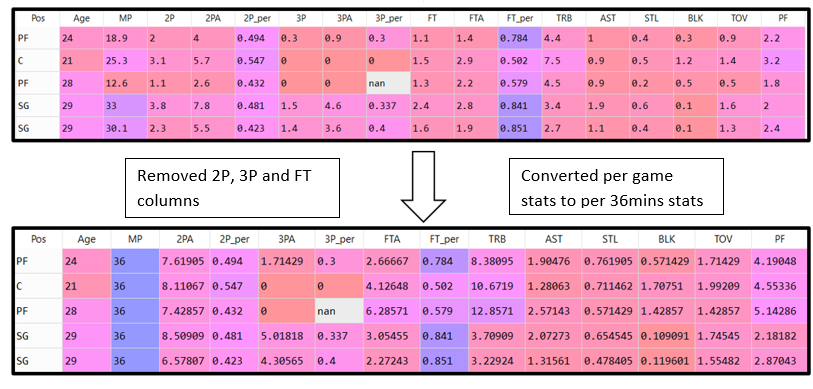 Pos Age MP 2P 2PA 2P_per 3P 3PA 3P_per FT FTA FT_per TRB AST STL BLK TOV PF
PF 24 18.9 2 4 0.494 0.3 0.9 0.3 1.1 1.4 0.784 4.4 1 0.4 0.3 0.9 2.2
C 21 25.3 3.1 5.7 0.547 0 0 0 1.5 2.9 0.502 7.5 0.9 0.5 1.2 1.4 3.2
PF 28 12.6 1.1 2.6 0.432 0 0 nan 1.3 2.2 0.579 4.5 0.9 0.2 0.5 0.5 1.8
SG 29 33 3.8 7.8 0.481 1.5 4.6 0.337 2.4 2.8 0.841 3.4 1.9 0.6 0.1 1.6 2
SG 29 30.1 2.3 5.5 0.423 1.4 3.6 0.4 1.6 1.9 0.851 2.7 1.1 0.4 0.1 1.3 2.4
Removed 2P, 3P and FT
columns
Converted per game
stats to per 36mins stats
Pos Age MP 2PA 2P_per 3PA 3P_per FTA FT_per TRB AST STL BLK TOV PF
PF 24 36 7.61905 0.494 1.71429 0.3 2.66667 0.784 8.38095 1.90476 0.761905 0.571429 1.71429 4.19048
C 21 36 8.11067 0.547 0 0 4.12648 0.502 10.6719 1.28063 0.711462 1.70751 1.99209 4.55336
PF 28 36 7.42857 0.432 0 nan 6.28571 0.579 12.8571 2.57143 0.571429 1.42857 1.42857 5.14286
SG 29 36 8.50909 0.481 5.01818 0.337 3.05455 0.841 3.70909 2.07273 0.654545 0.109091 1.74545 2.18182
SG 29 36 6.57807 0.423 4.30565 0.4 2.27243 0.851 3.22924 1.31561 0.478405 0.119601 1.55482 2.87043